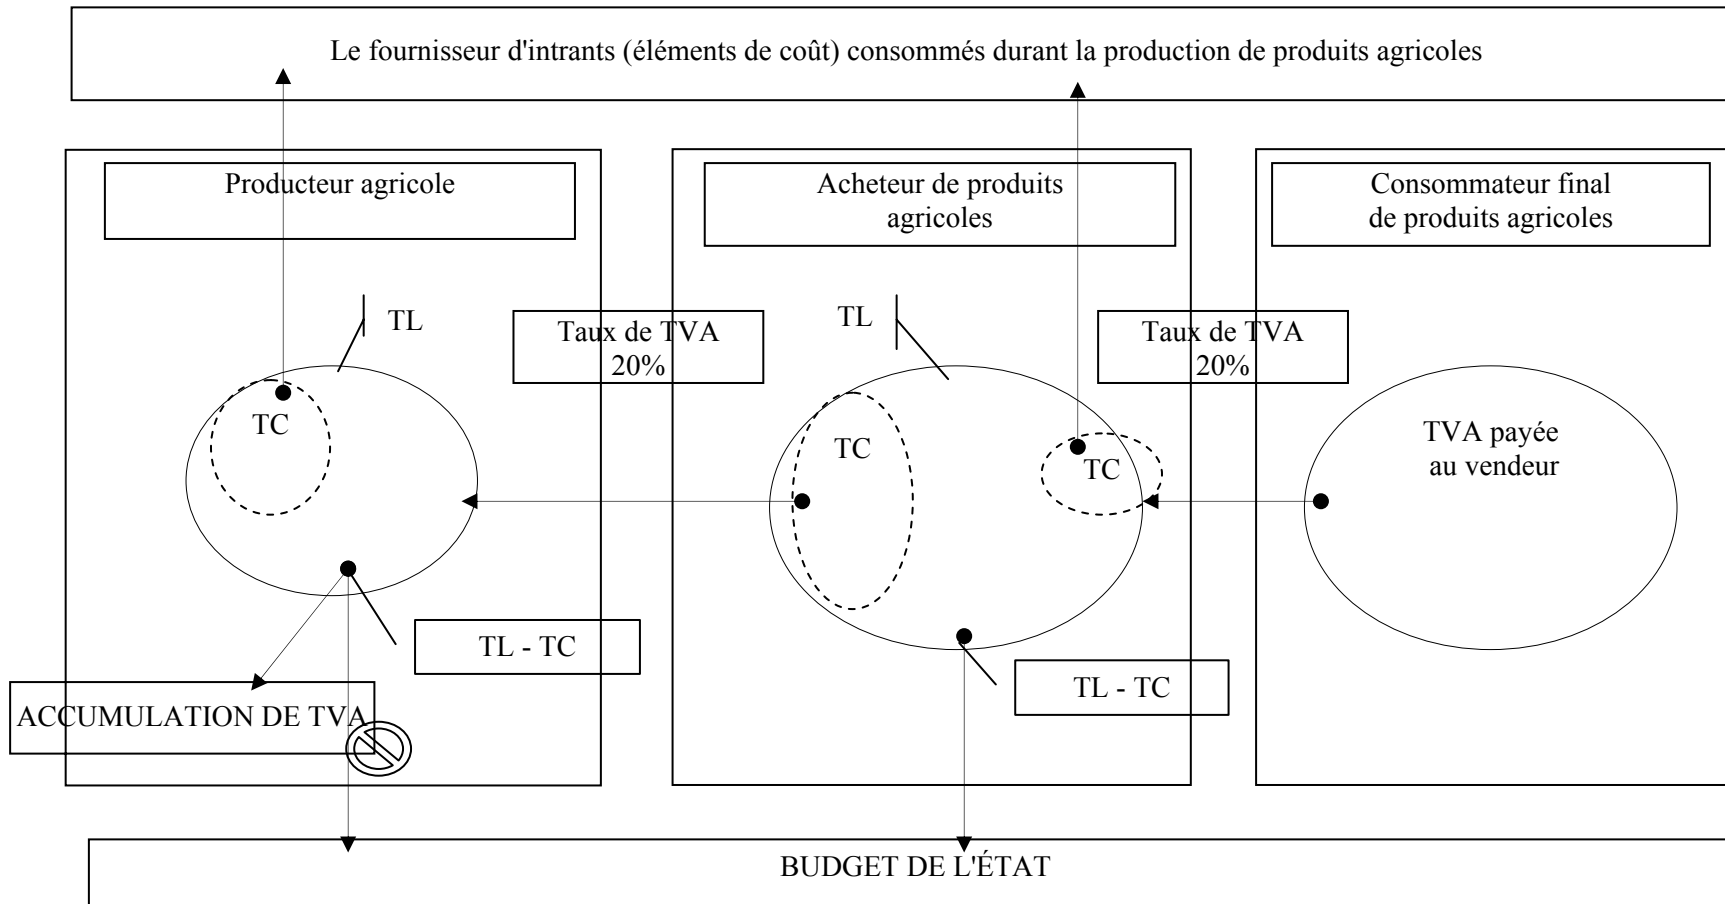 Le fournisseur d'intrants (éléments de coût) consommés durant la production de produits agricoles
Producteur agricole
Acheteur de produits
agricoles
Consommateur final
de produits agricoles
TL
Taux de TVA
20%
TL
Taux de TVA
20%
TC
TC
TC
TVA payée
au vendeur
TL - TC
TL - TC
ACCUMULATION DE TVA
BUDGET DE L'ÉTAT